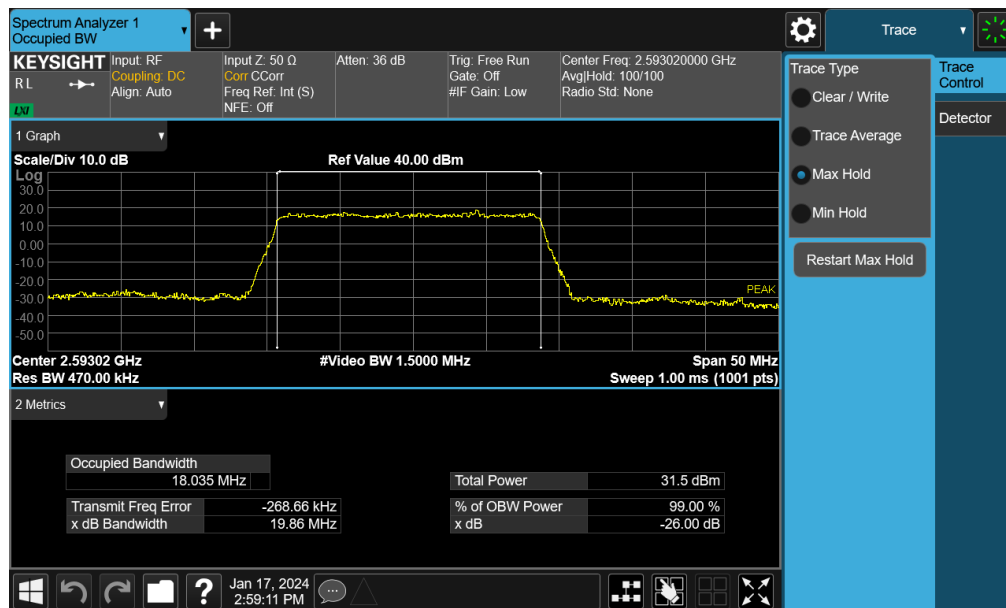 Spectrum Analyzer 1
Occupied BW
Trace
KEYSIGHT
R L
LXI
Input: RF
Coupling: DC
Align: Auto
Input Z: 50 Ω
Corr CCorr
Freq Ref: Int (S)
NFE: Off
Atten: 36 dB
Trig: Free Run
Gate: Off
#IF Gain: Low
Center Freq: 2.593020000 GHz
Avg|Hold: 100/100
Radio Std: None
Trace Type
Clear / Write
Trace Average
Max Hold
Min Hold
Restart Max Hold
Trace
Control
Detector
1 Graph
Scale/Div 10.0 dB
Ref Value 40.00 dBm
Log
30.0
20.0
10.0
0.00
-10.0
-20.0
-30.0
-40.0
-50.0
PEAK
Center 2.59302 GHz
#Video BW 1.5000 MHz
Span 50 MHz
Res BW 470.00 kHz
Sweep 1.00 ms (1001 pts)
2 Metrics
Occupied Bandwidth
18.035 MHz
Total Power 31.5 dBm
Transmit Freq Error -268.66 kHz
% of OBW Power 99.00 %
x dB Bandwidth 19.86 MHz
x dB -26.00 dB
?
Jan 17, 2024
2:59:11 PM